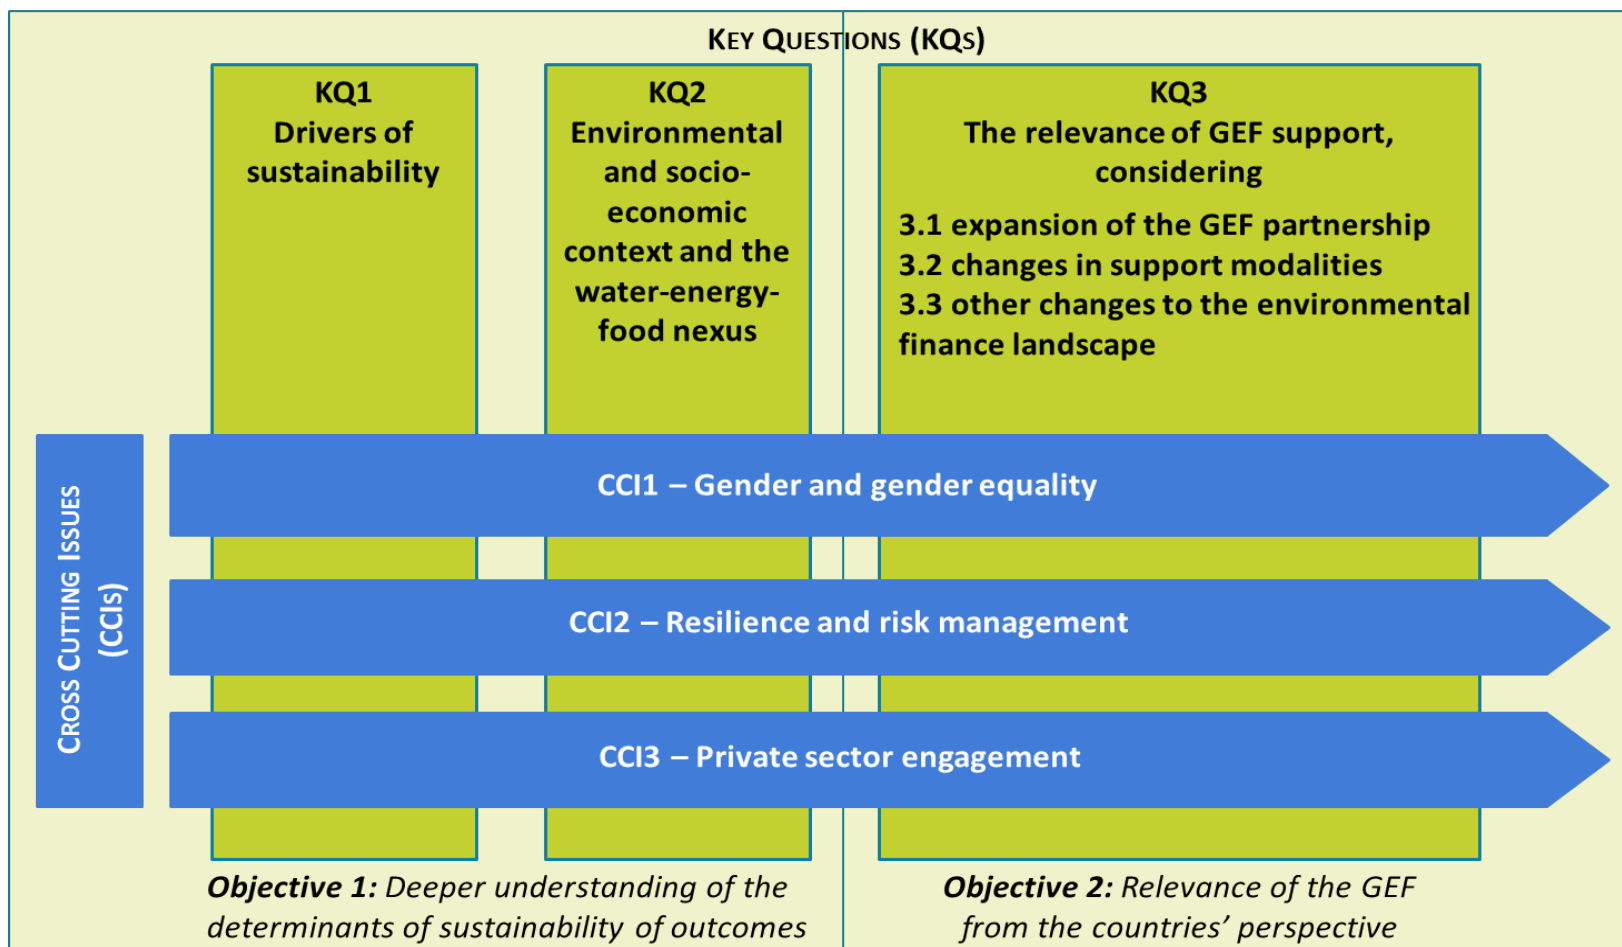 KEY QUESTIONS (KQS)
KQ1
Drivers of
sustainability
KQ2
Environmental
and socio-
economic
context and the
water-energy-
food nexus
KQ3
The relevance of GEF support,
considering
3.1 expansion of the GEF partnership
3.2 changes in support modalities
3.3 other changes to the environmental
finance landscape
CROSS CUTTING ISSUES
(CCIS)
CCI1 – Gender and gender equality
CCI2 – Resilience and risk management
CCI3 – Private sector engagement
Objective 1: Deeper understanding of the
determinants of sustainability of outcomes
Objective 2: Relevance of the GEF
from the countries’ perspective